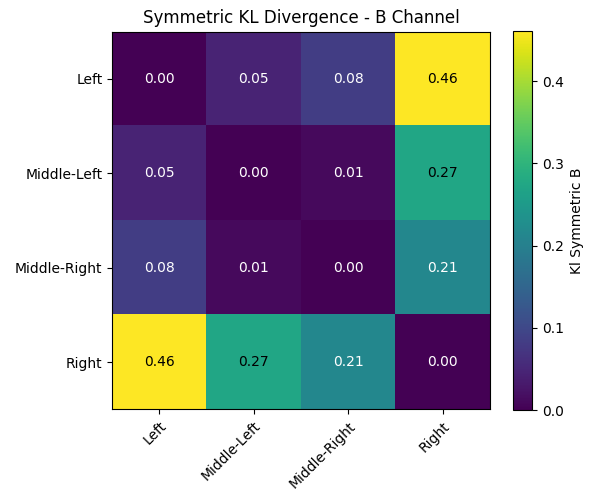 Symmetric KL Divergence - B Channel
Left
0.00 0.05 0.08 0.46
Middle-Left
0.05 0.00 0.01 0.27
Middle-Right
0.08 0.01 0.00 0.21
Right
0.46 0.27 0.21 0.00
Left
Middle-Left
Middle-Right
Right
0.4
0.3
0.2
0.1
0.0
Kl Symmetric B